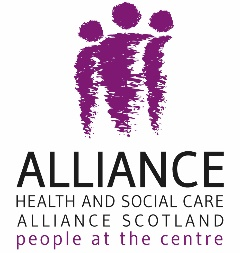 ALLIANCE
HEALTH AND SOCIAL CARE
ALLIANCE SCOTLAND
people at the centre